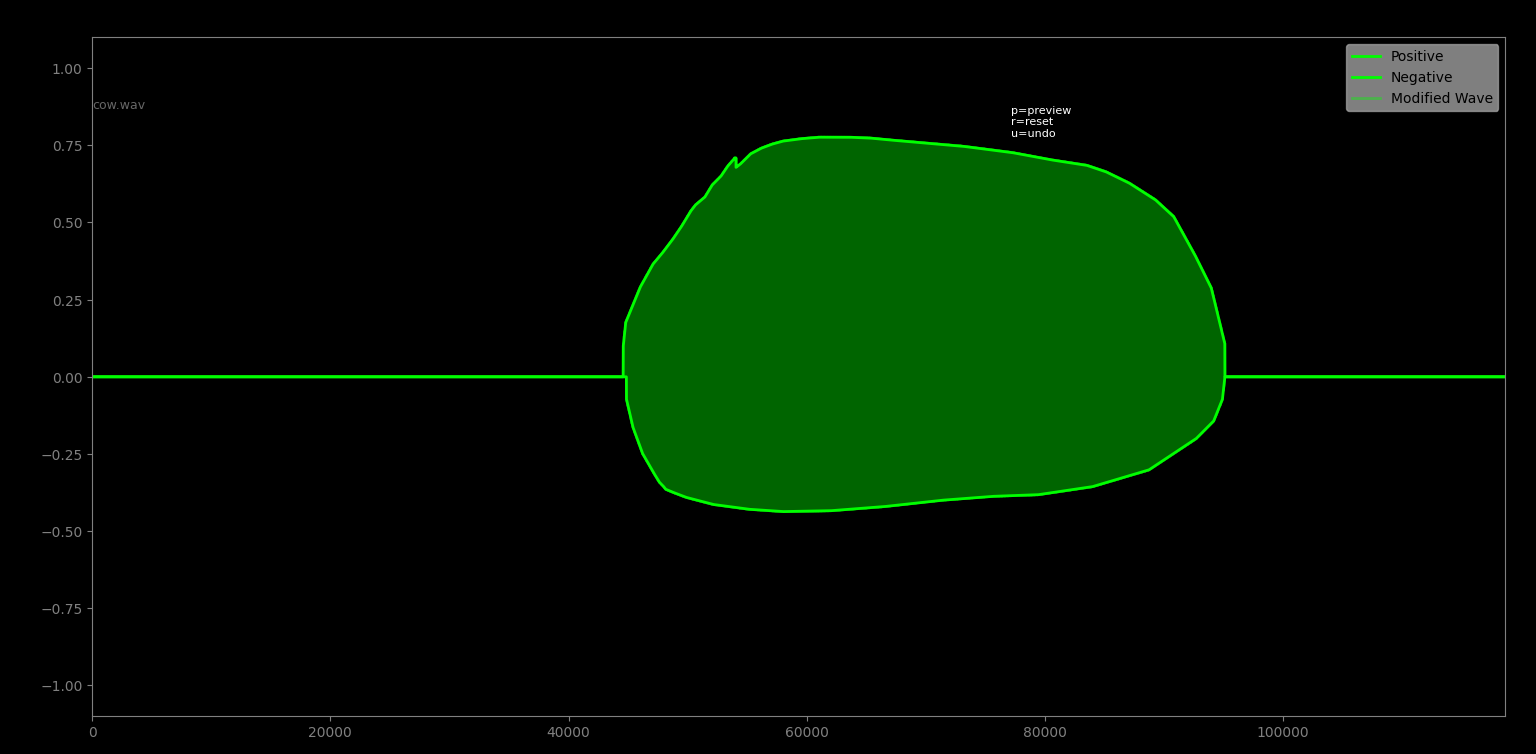 cow.wav
p=preview
r=reset
u=undo
Positive
Negative
Modified Wave
1.00
0.75
0.50
0.25
0.00
−0.25
−0.50
−0.75
−1.00
0
20000
40000
60000
80000
100000